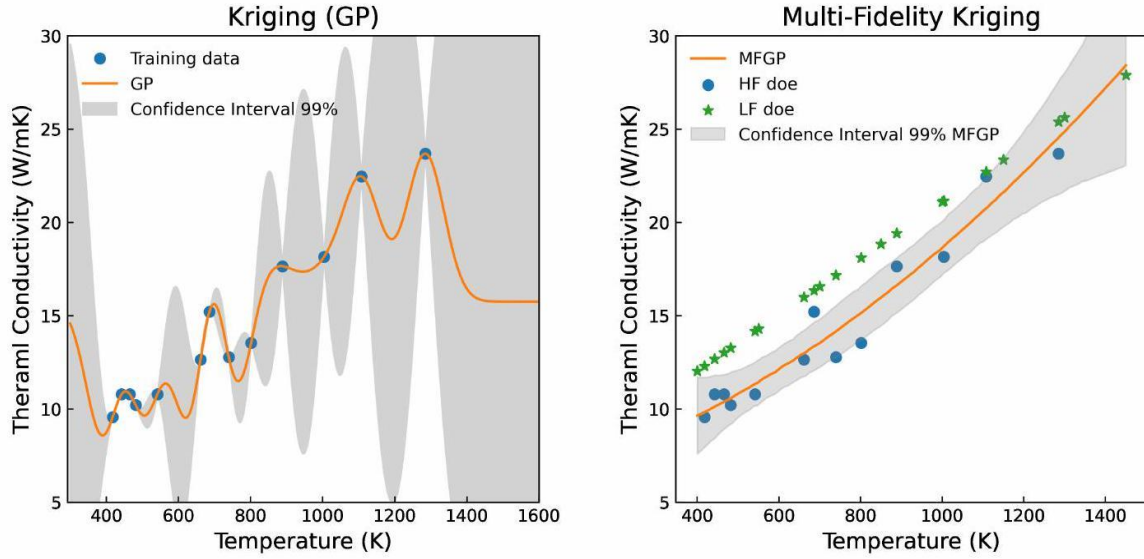 Kriging (GP)
30
25
20
15
10
5
Theraml Conductivity (W/mK)
Training data
GP
Confidence Interval 99%
400 600 800 1000 1200 1400 1600
Temperature (K)
Multi-Fidelity Kriging
30
25
20
15
10
5
Theraml Conductivity (W/mK)
MFGP
HF doe
LF doe
Confidence Interval 99% MFGP
400 600 800 1000 1200 1400
Temperature (K)